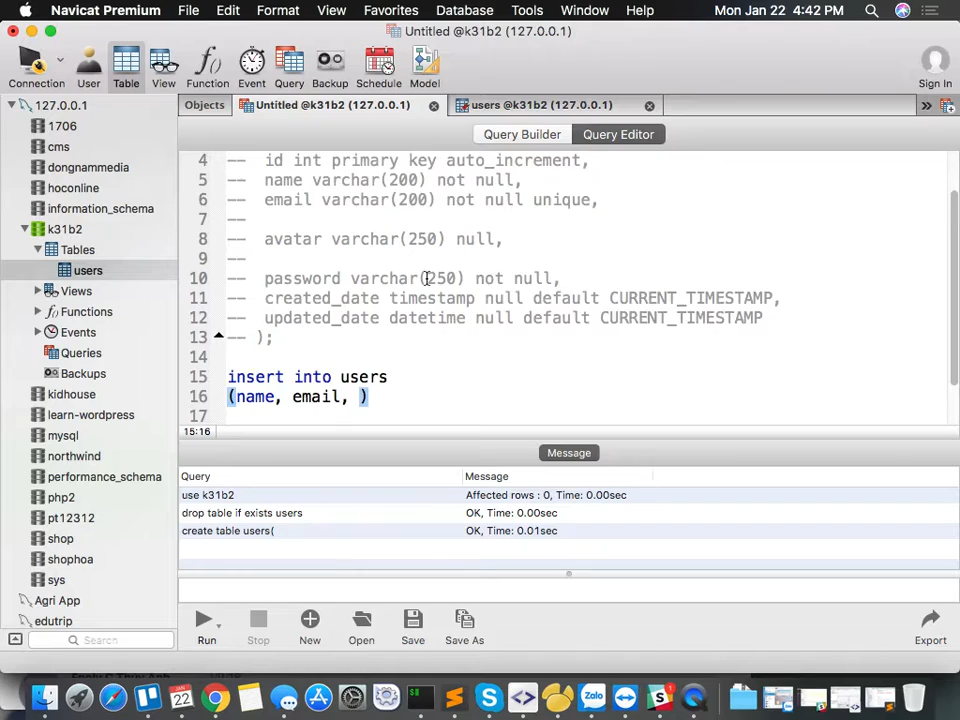 Navicat Premium File Edit Format View Favorites Database Tools Window Help Mon Jan 22 4:42 PM
Untitled @k31b2 (127.0.0.1)
Connection User Table View Function Event Query Backup Schedule Model Sign In
Objects Untitled @k31b2 (127.0.0.1) users @k31b2 (127.0.0.1)
Query Builder Query Editor
127.0.0.1
1706
cms
dongnammedia
hoconline
information_schema
k31b2
Tables
users
Views
Functions
Events
Queries
Backups
kidhouse
learn-wordpress
mysql
northwind
performance_schema
php2
pt12312
shop
shophoa
sys
Agri App
edutrip
Search
4 -- id int primary key auto_increment,
5 -- name varchar(200) not null,
6 -- email varchar(200) not null unique,
7 --
8 -- avatar varchar(250) null,
9 --
10 -- password varchar(250) not null,
11 -- created_date timestamp null default CURRENT_TIMESTAMP,
12 -- updated_date datetime null default CURRENT_TIMESTAMP
13 -- );
14
15 insert into users
16 (name, email, )
17
15:16
Message
Query Message
use k31b2 Affected rows : 0, Time: 0.00sec
drop table if exists users OK, Time: 0.00sec
create table users( OK, Time: 0.01sec
Run Stop New Open Save Save As Export
22
Zalo